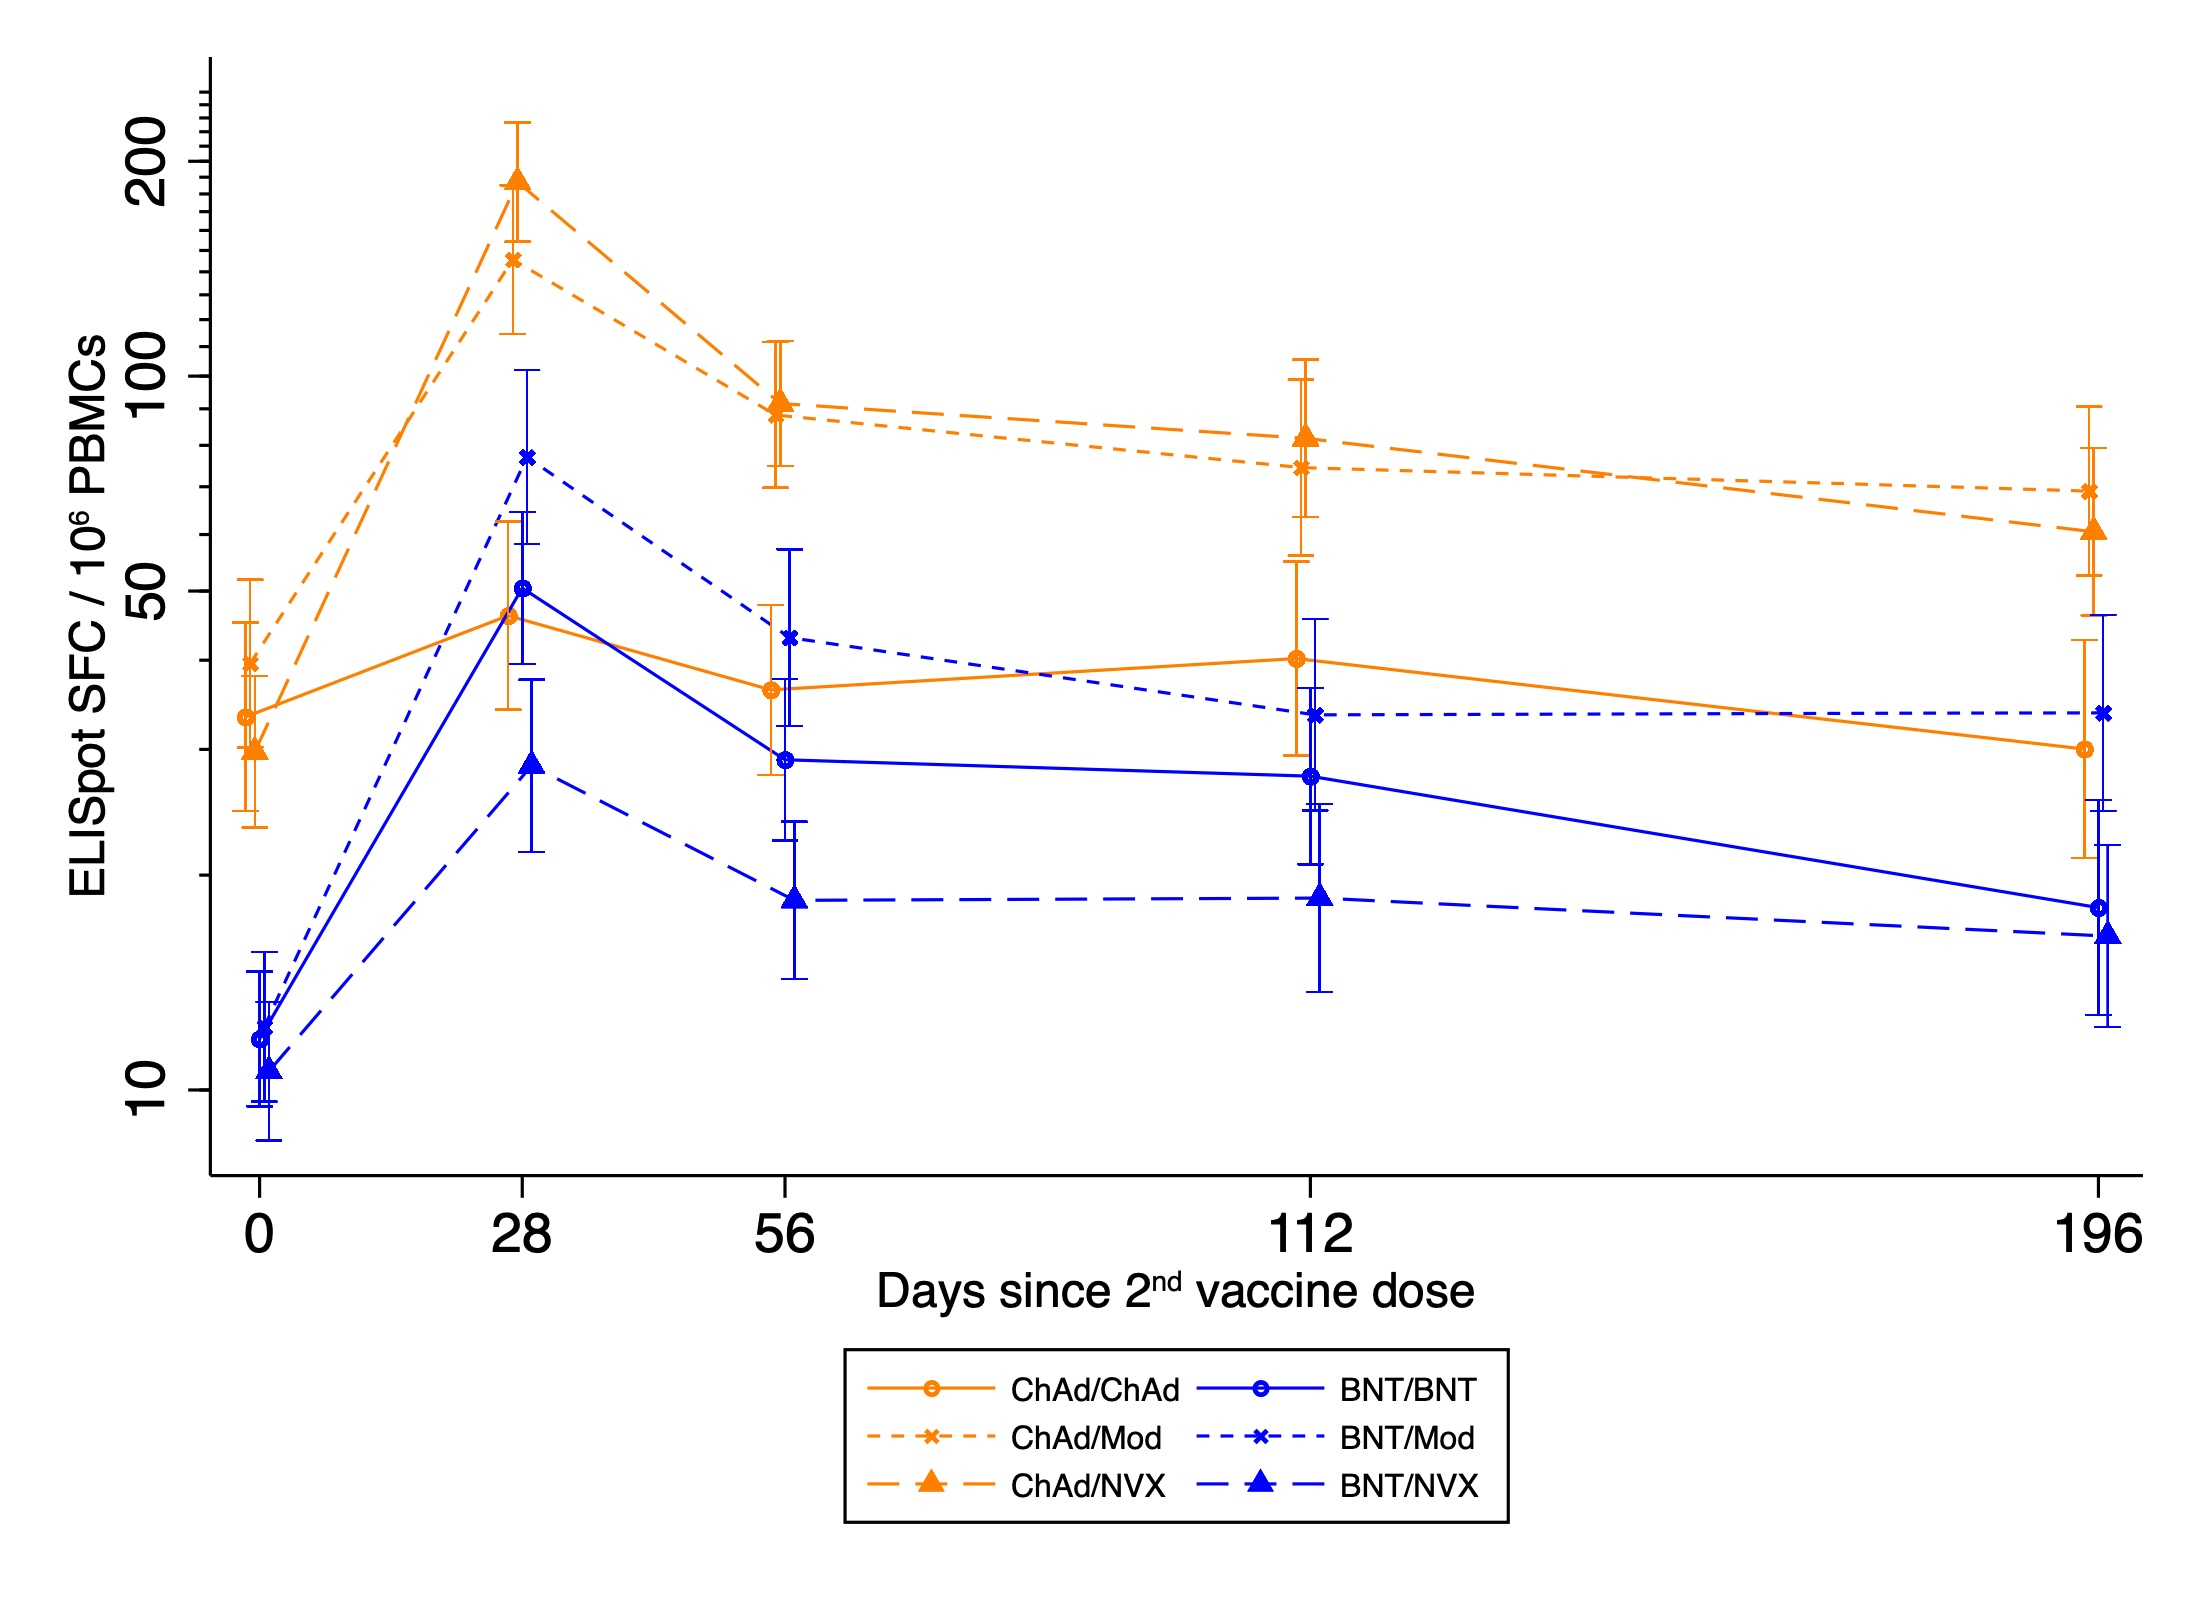 ELISpot SFC / 10⁶ PBMCs
200
100
50
10
0 28 56 112 196
Days since 2ⁿᵈ vaccine dose
ChAd/ChAd BNT/BNT
ChAd/Mod BNT/Mod
ChAd/NVX BNT/NVX